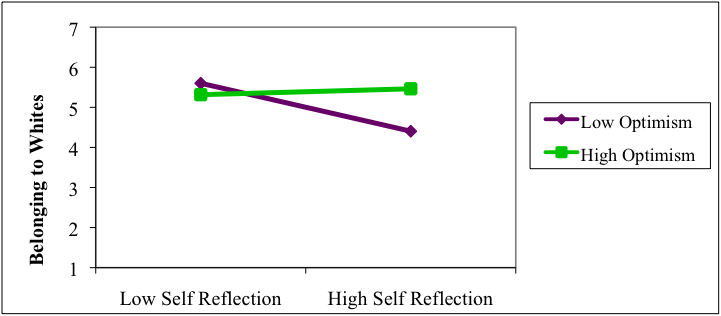 7
6
5
4
3
2
1
Belonging to Whites
Low Self Reflection
High Self Reflection
Low Optimism
High Optimism